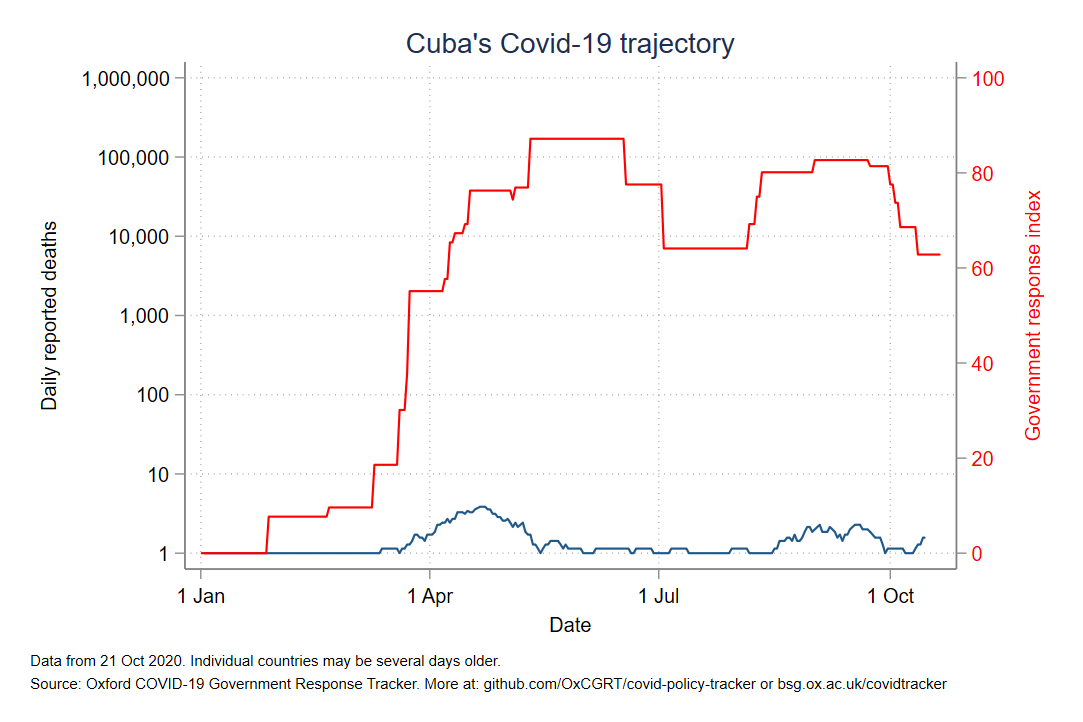 Cuba's Covid-19 trajectory
1,000,000
100,000
10,000
1,000
100
10
1
Daily reported deaths
100
80
60
40
20
0
Government response index
1 Jan
1 Apr
1 Jul
1 Oct
Date
Data from 21 Oct 2020. Individual countries may be several days older.
Source: Oxford COVID-19 Government Response Tracker. More at: github.com/OxCGRT/covid-policy-tracker or bsg.ox.ac.uk/covidtracker